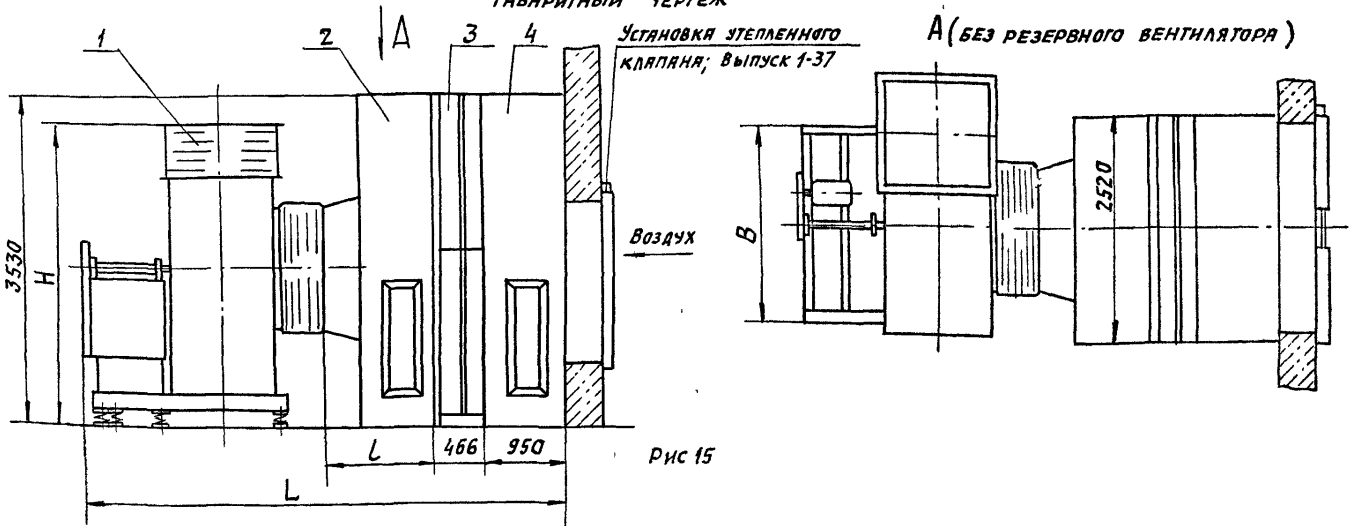 ГАБАРИТНЫЙ ЧЕРТЕЖ
1
2
А
3
4
УСТАНОВКА УТЕПЛЕННОГО
КЛАПАНА; ВЫПУСК 1-37
А (БЕЗ РЕЗЕРВНОГО ВЕНТИЛЯТОРА)
3530
H
ВОЗДУХ
B
2520
l
466
950
L
Рис 15